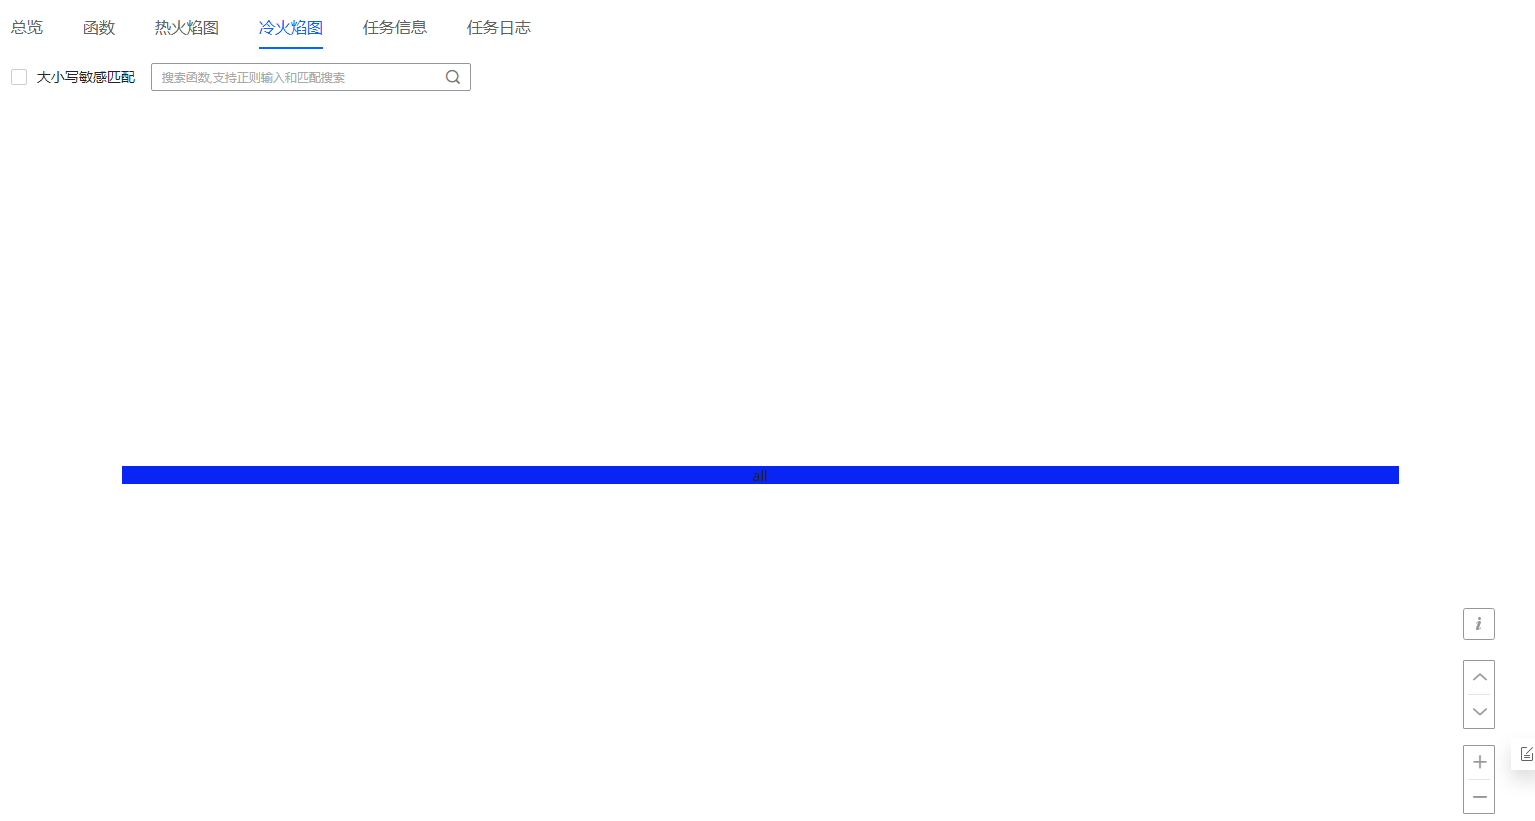 总览 函数 热火焰图 冷火焰图 任务信息 任务日志
大小写敏感匹配 搜索函数,支持正则输入和匹配搜索
all
i